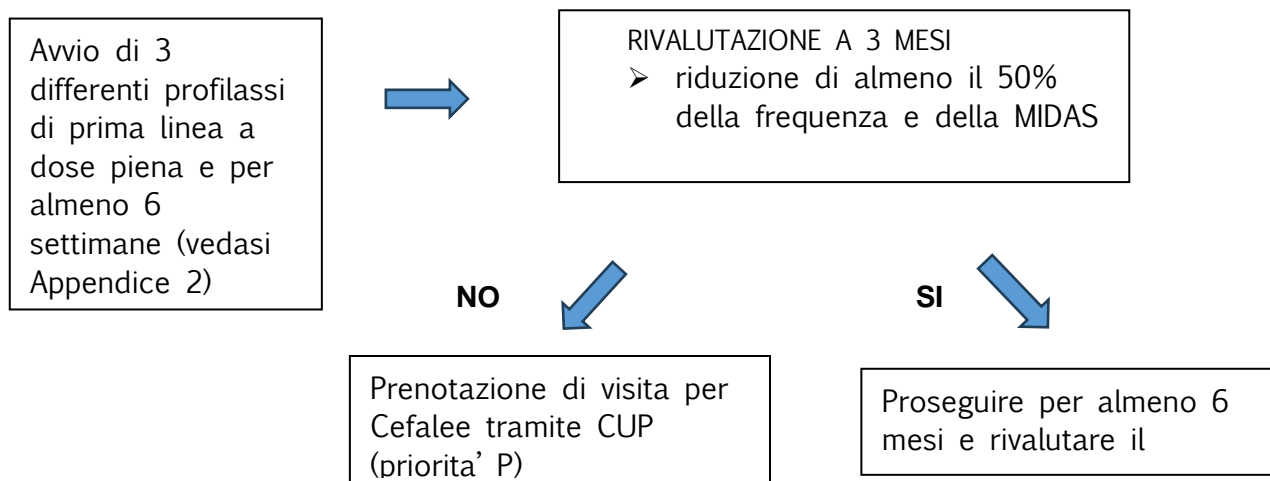 Avvio di 3
differenti profilassi
di prima linea a
dose piena e per
almeno 6
settimane (vedasi
Appendice 2)
RIVALUTAZIONE A 3 MESI
➢ riduzione di almeno il 50%
della frequenza e della MIDAS
NO
SI
Prenotazione di visita per
Cefalee tramite CUP
(priorita' P)
Proseguire per almeno 6
mesi e rivalutare il